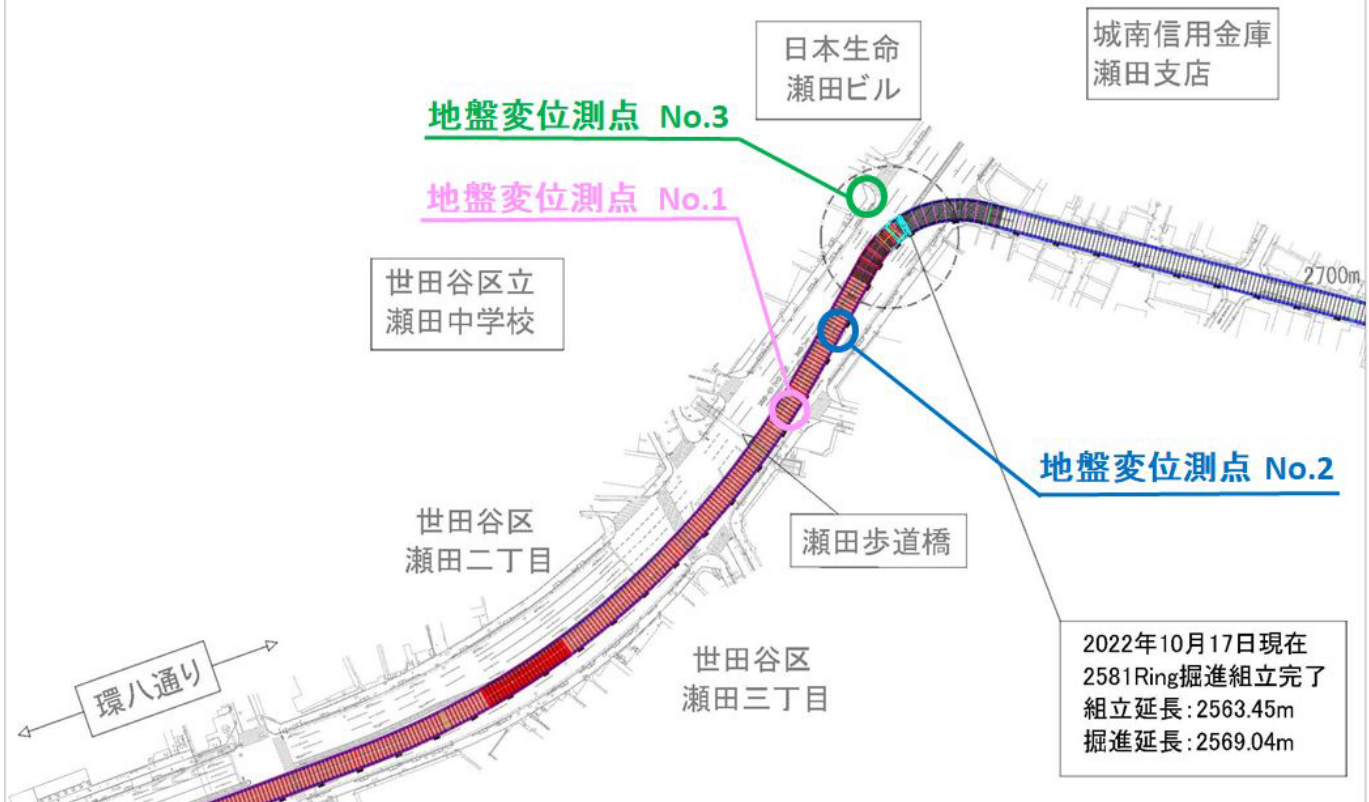 日本生命
瀬田ビル
城南信用金庫
瀬田支店
地盤変位測点 No.3
地盤変位測点 No.1
世田谷区立
瀬田中学校
2700m
地盤変位測点 No.2
世田谷区
瀬田二丁目
瀬田歩道橋
世田谷区
瀬田三丁目
環八通り
2022年10月17日現在
2581Ring掘進組立完了
組立延長:2563.45m
掘進延長:2569.04m